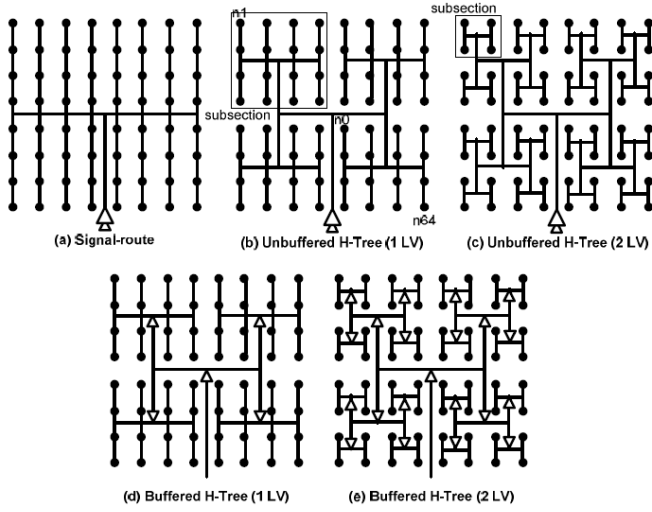 n1
subsection
n0
n64
subsection
(a) Signal-route
(b) Unbuffered H-Tree (1 LV)
(c) Unbuffered H-Tree (2 LV)
(d) Buffered H-Tree (1 LV)
(e) Buffered H-Tree (2 LV)